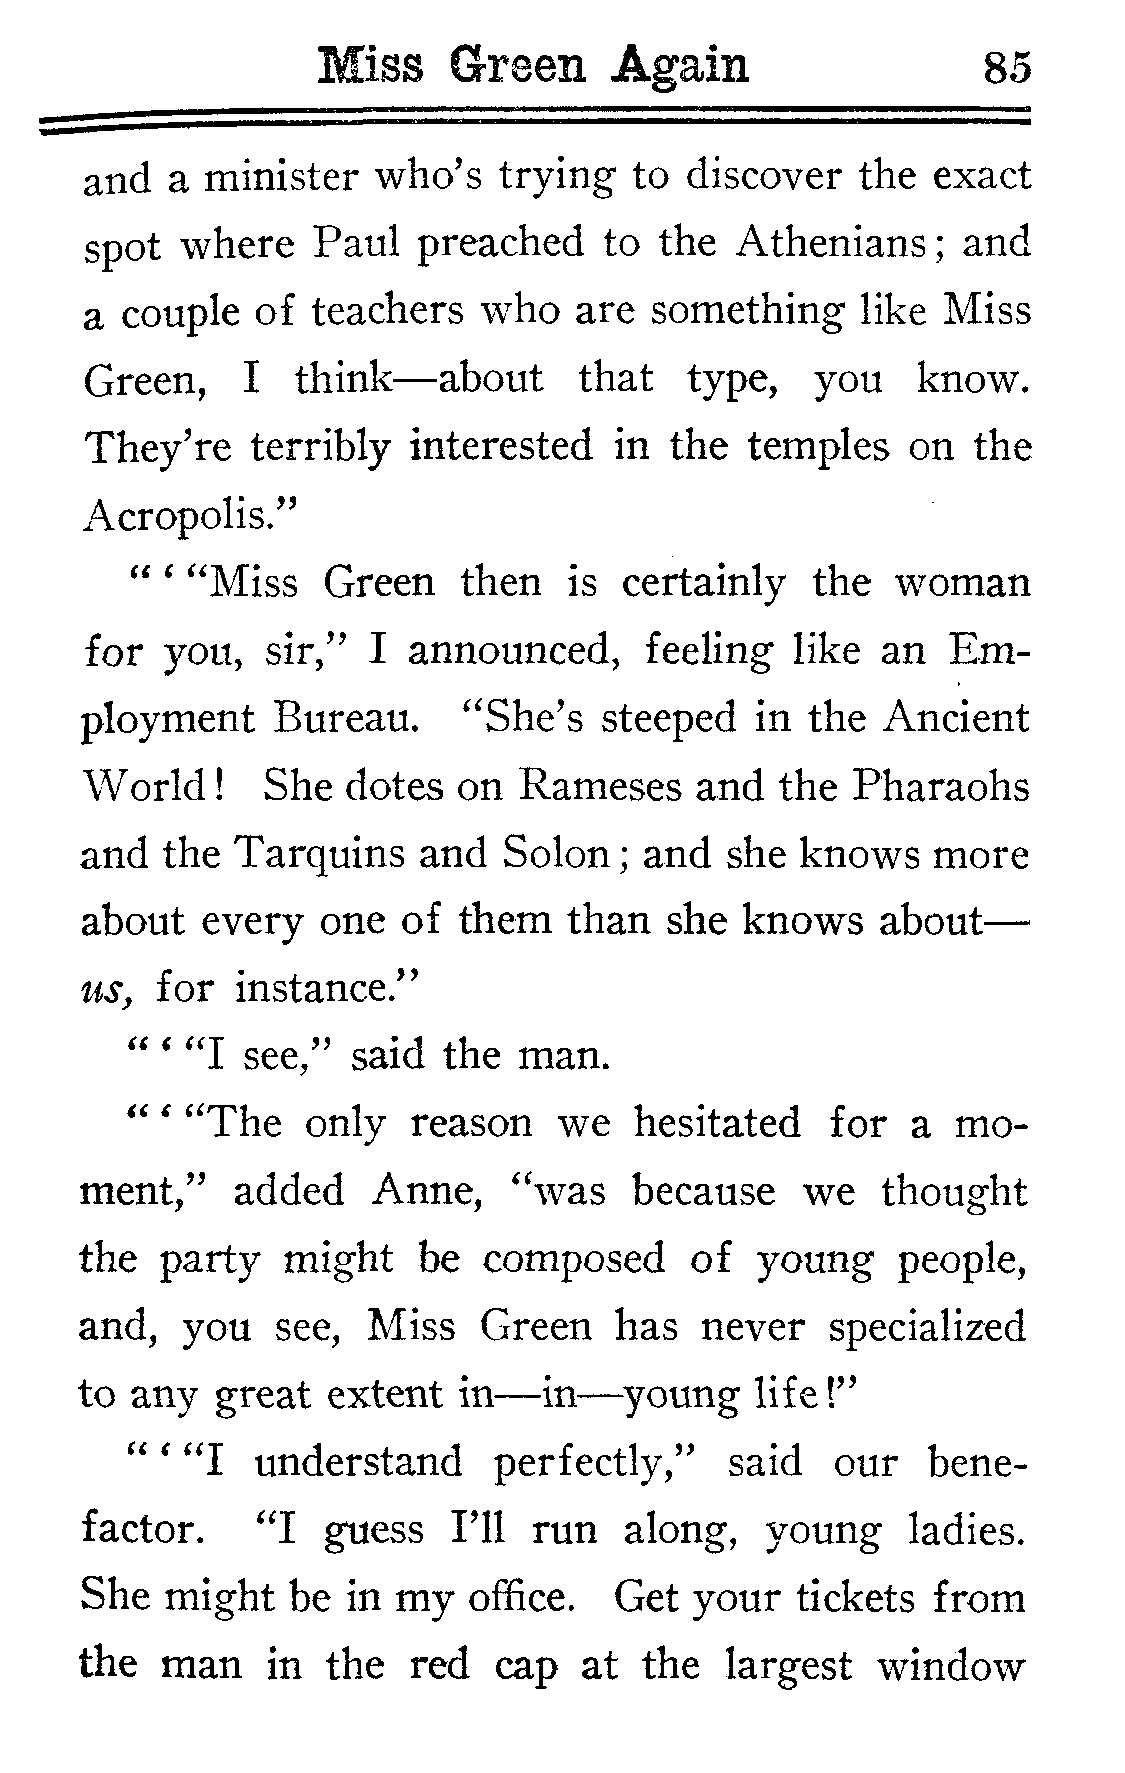 Miss Green Again 85
and a minister who's trying to discover the exact
spot where Paul preached to the Athenians; and
a couple of teachers who are something like Miss
Green, I think—about that type, you know.
They're terribly interested in the temples on the
Acropolis."
" ' "Miss Green then is certainly the woman
for you, sir," I announced, feeling like an Em-
ployment Bureau. "She's steeped in the Ancient
World! She dotes on Rameses and the Pharaohs
and the Tarquins and Solon; and she knows more
about every one of them than she knows about—
us, for instance."
" ' "I see," said the man.
" ' "The only reason we hesitated for a mo-
ment," added Anne, "was because we thought
the party might be composed of young people,
and, you see, Miss Green has never specialized
to any great extent in—in—young life!"
" ' "I understand perfectly," said our bene-
factor. "I guess I'll run along, young ladies.
She might be in my office. Get your tickets from
the man in the red cap at the largest window